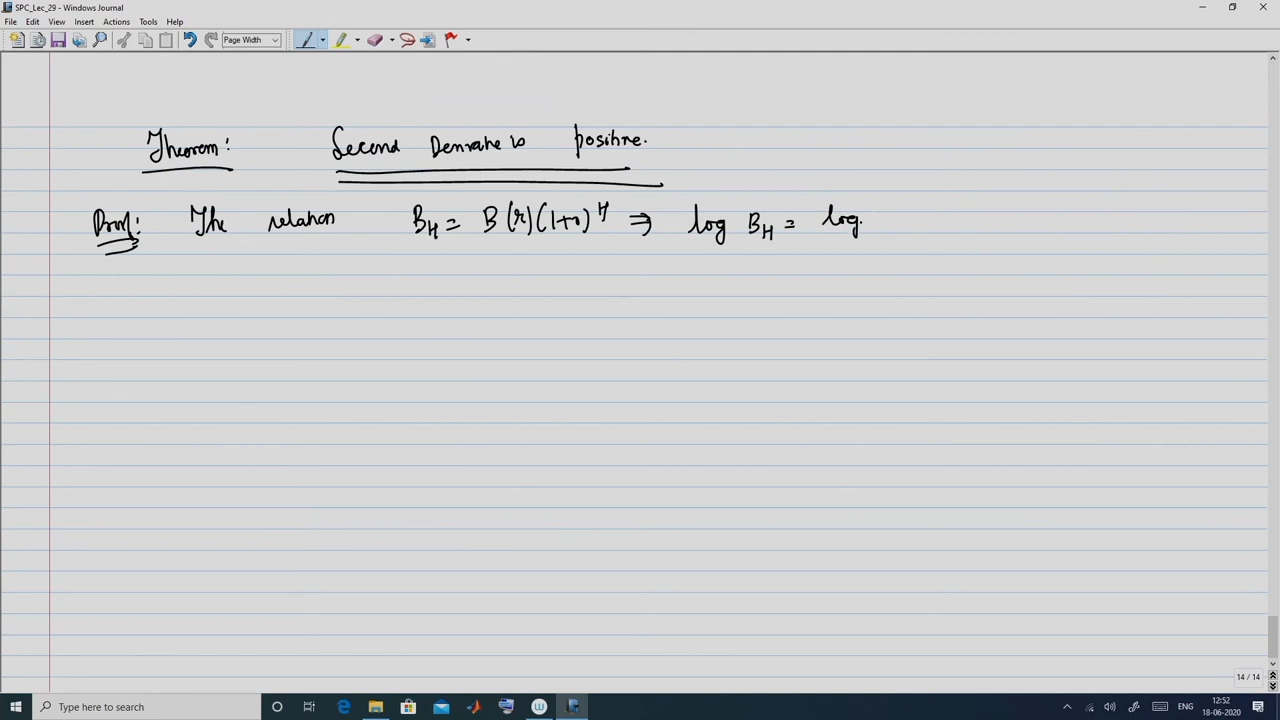 SPC_Lec_29 - Windows Journal
File Edit View Insert Actions Tools Help
Page Width
Theorem: Second Derivative is positive.
Proof: The relation B_H = B(r)(1+r)^H ⇒ log B_H = log
14 / 14
Type here to search
ENG
12:52
18-06-2020